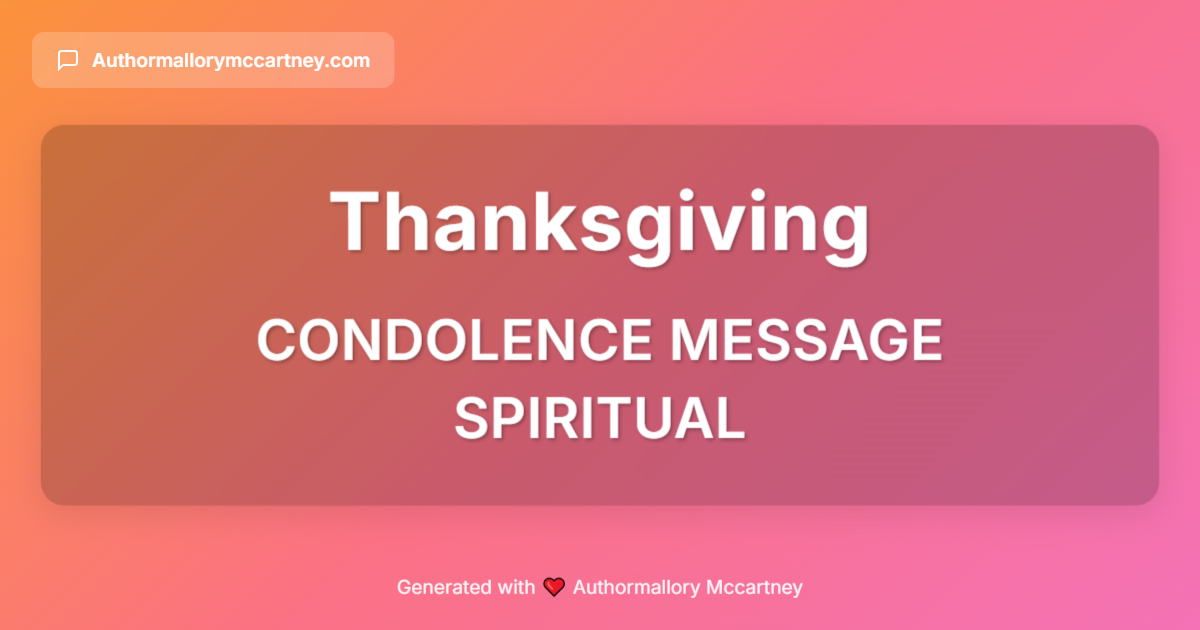 Authormallorymccartney.com
Thanksgiving
CONDOLENCE MESSAGE
SPIRITUAL
Generated with ❤️ Authormallory Mccartney